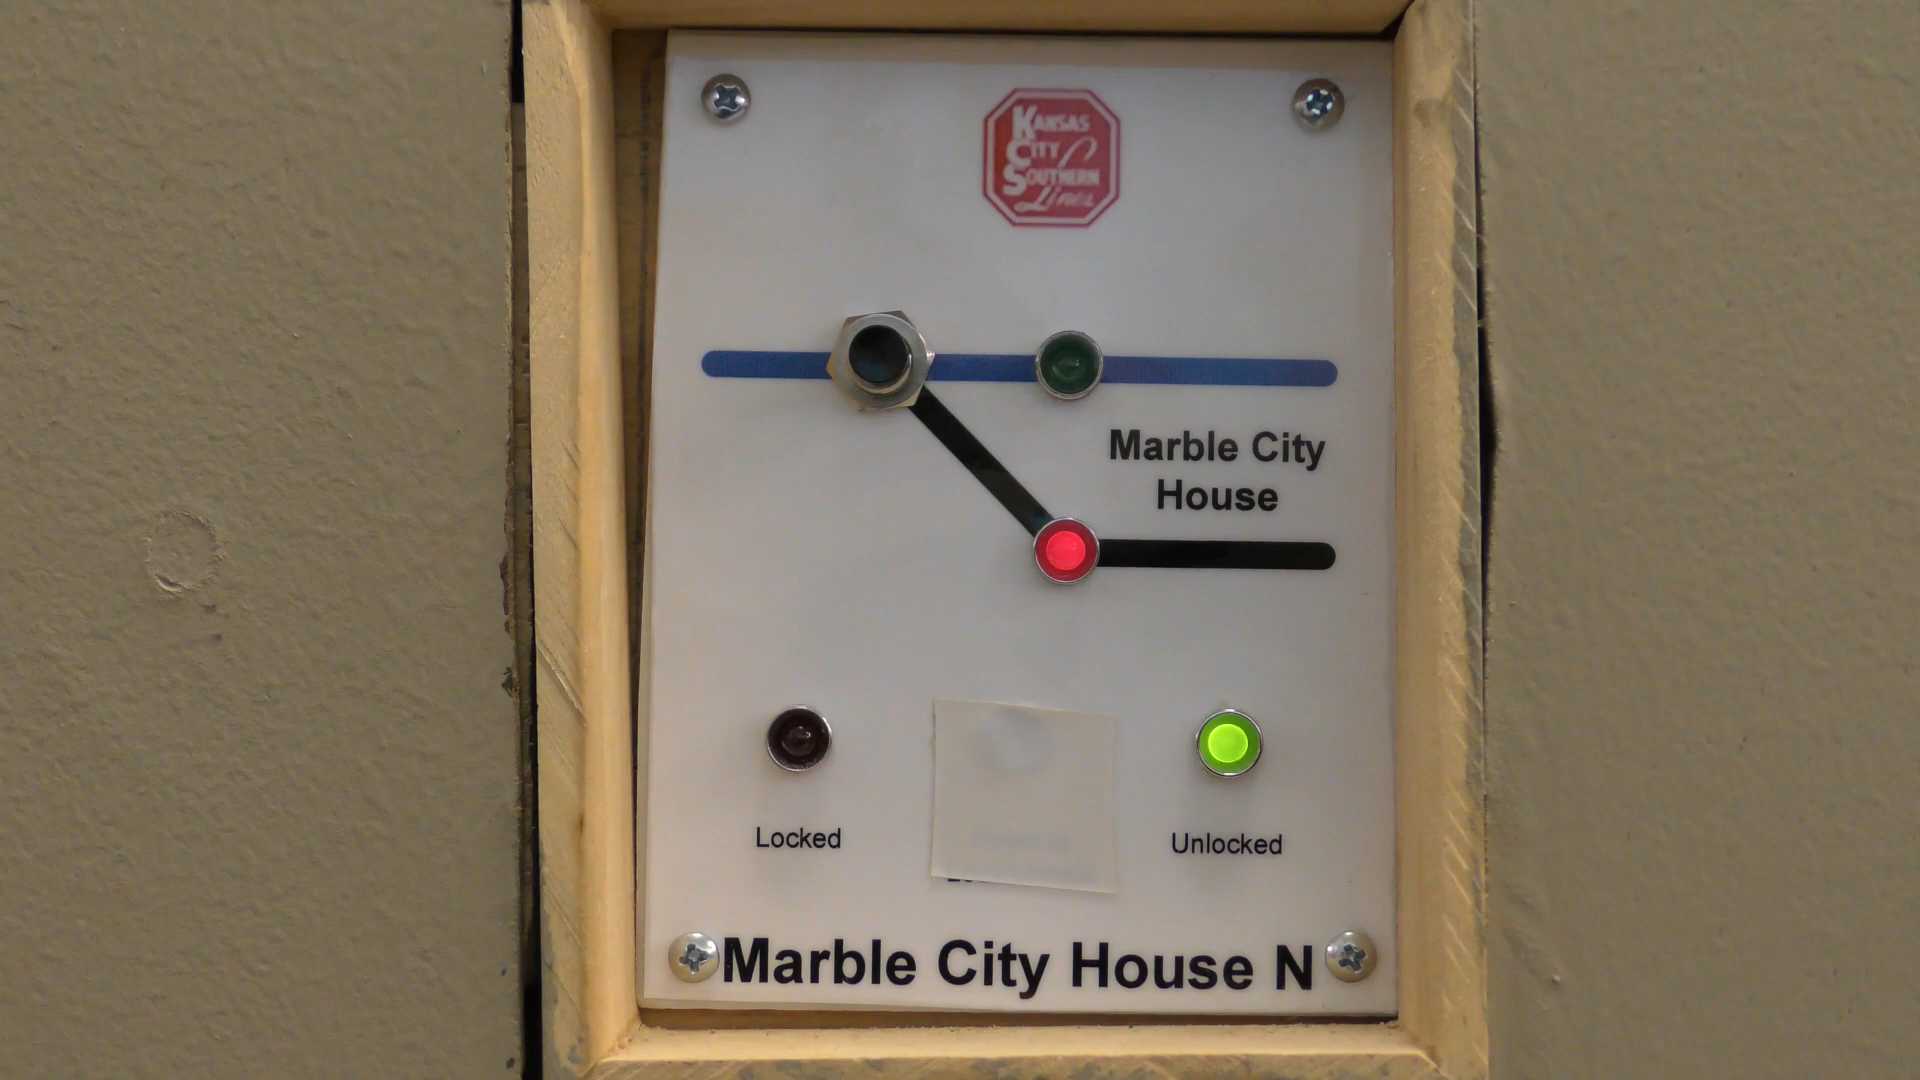 KANSAS
CITY
SOUTHERN
Lines
Marble City
House
Locked
Unlocked
Marble City House N